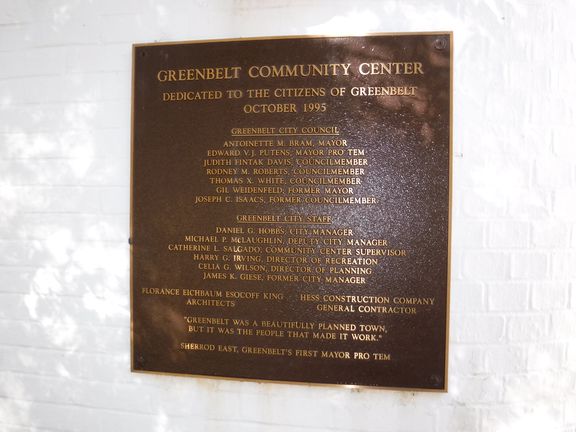 GREENBELT COMMUNITY CENTER
DEDICATED TO THE CITIZENS OF GREENBELT
OCTOBER 1995
GREENBELT CITY COUNCIL
ANTOINETTE M. BRAM, MAYOR
EDWARD V.J. PUTENS, MAYOR PRO TEM
JUDITH FINTAK DAVIS, COUNCILMEMBER
RODNEY M. ROBERTS, COUNCILMEMBER
THOMAS X. WHITE, COUNCILMEMBER
GIL WEIDENFELD, FORMER MAYOR
JOSEPH C. ISAACS, FORMER COUNCILMEMBER
GREENBELT CITY STAFF
DANIEL G. HOBBS, CITY MANAGER
MICHAEL P. McLAUGHLIN, DEPUTY CITY MANAGER
CATHERINE L. SALGADO, COMMUNITY CENTER SUPERVISOR
HARRY G. IRVING, DIRECTOR OF RECREATION
CELIA G. WILSON, DIRECTOR OF PLANNING
JAMES K. GIESE, FORMER CITY MANAGER
FLORANCE EICHBAUM ESOCOFF KING
ARCHITECTS
HESS CONSTRUCTION COMPANY
GENERAL CONTRACTOR
"GREENBELT WAS A BEAUTIFULLY PLANNED TOWN,
BUT IT WAS THE PEOPLE THAT MADE IT WORK."
SHERROD EAST, GREENBELT'S FIRST MAYOR PRO TEM